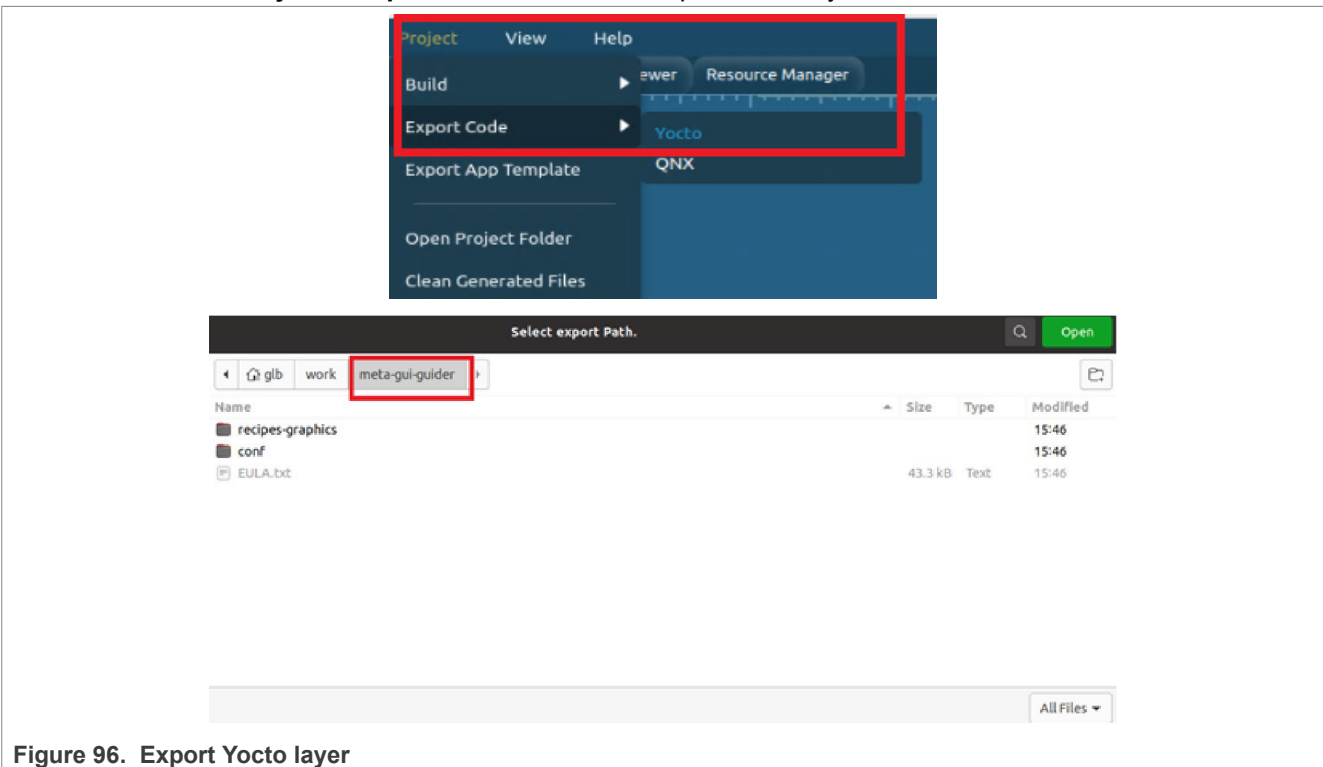 Project View Help
Build ewer Resource Manager
Export Code Yocto
Export App Template QNX
Open Project Folder
Clean Generated Files
Select export Path. Open
glb work meta-gui-guider
Name Size Type Modified
recipes-graphics 15:46
conf 15:46
EULA.txt 43.3 kB Text 15:46
All Files
Figure 96. Export Yocto layer